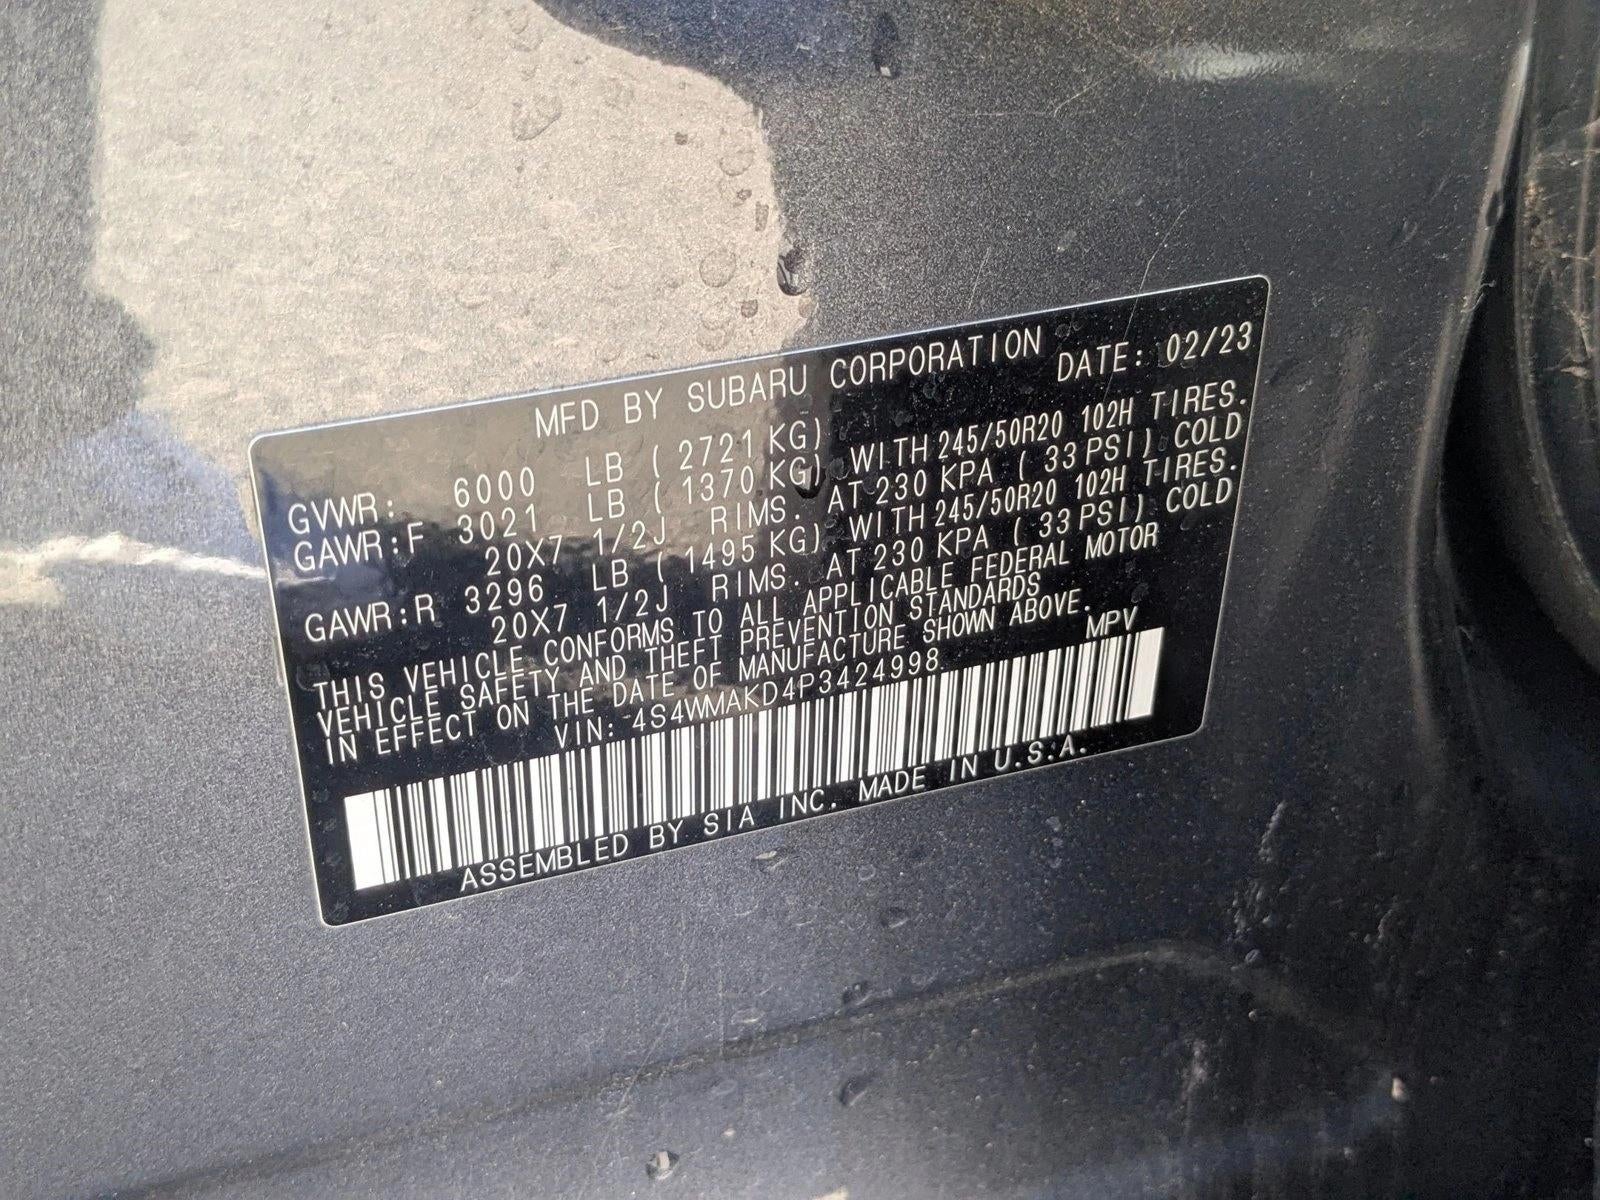 MFD BY SUBARU CORPORATION DATE: 02/23
GVWR: 6000 LB ( 2721 KG)
GAWR:F 3021 LB ( 1370 KG) WITH 245/50R20 102H TIRES.
20X7 1/2J RIMS. AT 230 KPA ( 33 PSI) COLD
GAWR:R 3296 LB ( 1495 KG) WITH 245/50R20 102H TIRES.
20X7 1/2J RIMS. AT 230 KPA ( 33 PSI) COLD
THIS VEHICLE CONFORMS TO ALL APPLICABLE FEDERAL MOTOR
VEHICLE SAFETY AND THEFT PREVENTION STANDARDS
IN EFFECT ON THE DATE OF MANUFACTURE SHOWN ABOVE.
VIN: 4S4WMAKD4P3424998 MPV
ASSEMBLED BY SIA INC. MADE IN U.S.A.